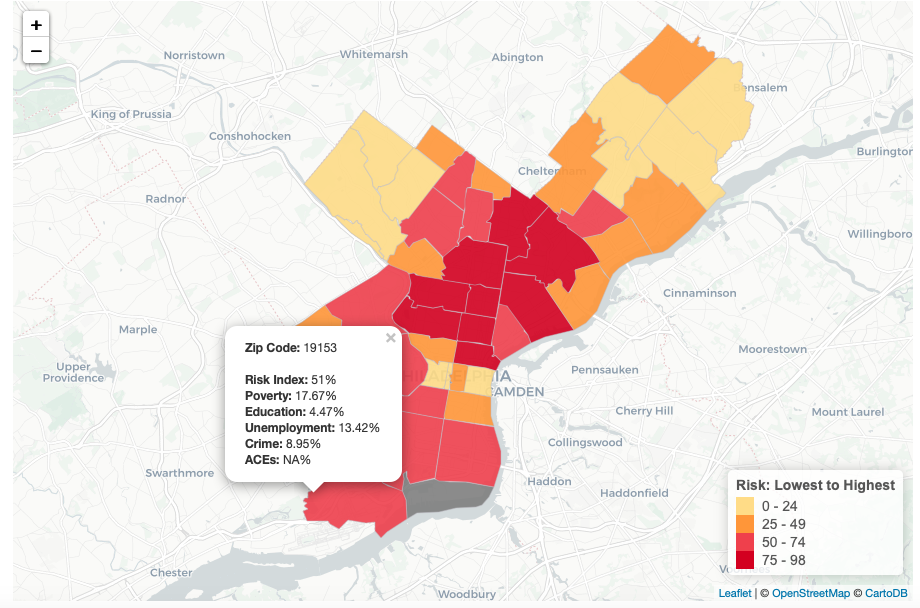 +
−
Norristown
Whitemarsh
Abington
King of Prussia
Conshohocken
Bensalem
Cheltenham
Burlington
Radnor
Willingboro
Cinnaminson
Marple
Moorestown
Upper
Providence
Pennsauken
PHILADELPHIA
CAMDEN
Cherry Hill
Mount Laurel
Collingswood
Swarthmore
Haddon
Haddonfield
Chester
Woodbury
×
Zip Code: 19153
Risk Index: 51%
Poverty: 17.67%
Education: 4.47%
Unemployment: 13.42%
Crime: 8.95%
ACEs: NA%
Risk: Lowest to Highest
0 - 24
25 - 49
50 - 74
75 - 98
Leaflet | © OpenStreetMap © CartoDB